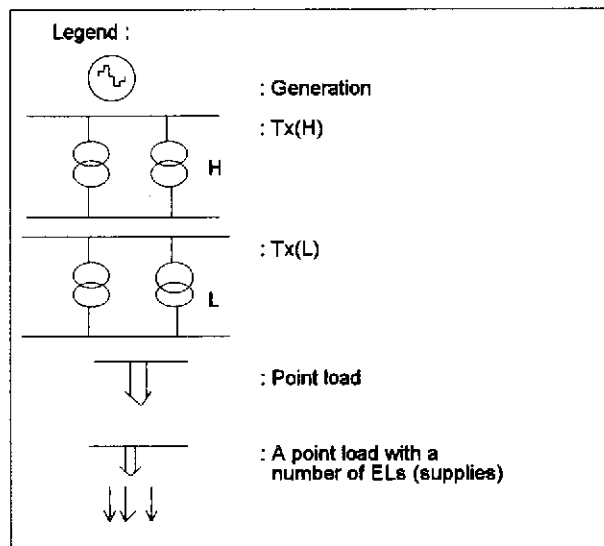 Legend :
: Generation
: Tx(H)
H
: Tx(L)
L
: Point load
: A point load with a
number of ELs (supplies)